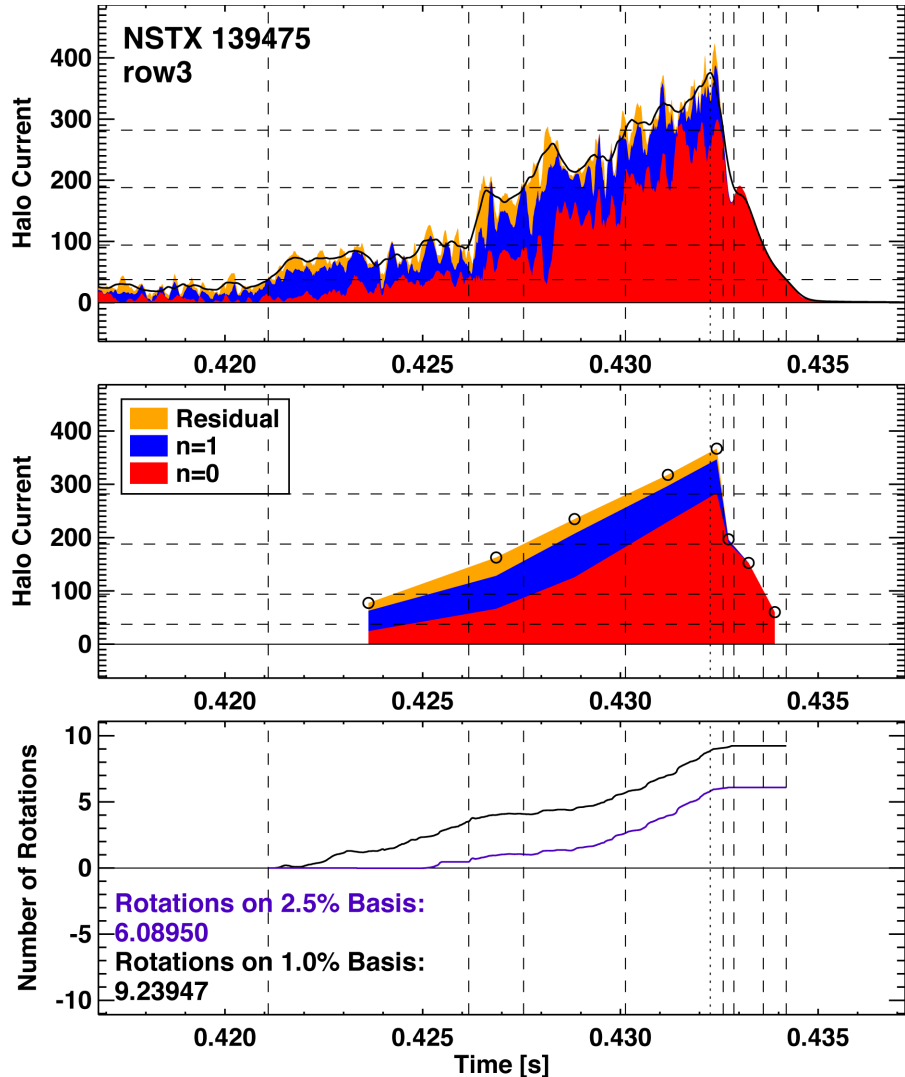 NSTX 139475
row3
Halo Current
400
300
200
100
0
0.420 0.425 0.430 0.435
Residual
n=1
n=0
Halo Current
400
300
200
100
0
0.420 0.425 0.430 0.435
Number of Rotations
10
5
0
-5
-10
Rotations on 2.5% Basis:
6.08950
Rotations on 1.0% Basis:
9.23947
0.420 0.425 0.430 0.435
Time [s]